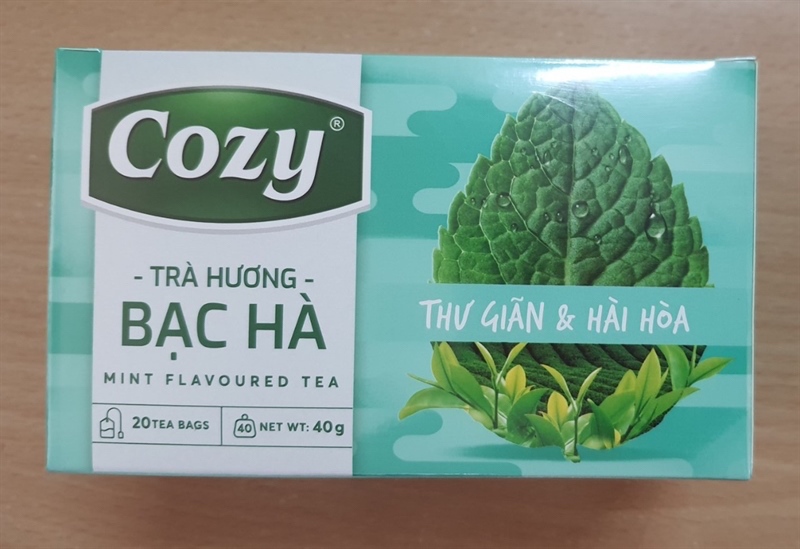 Cozy®
- TRÀ HƯƠNG -
BẠC HÀ
MINT FLAVOURED TEA
20 TEA BAGS
40 NET WT: 40g
THƯ GIÃN & HÀI HÒA